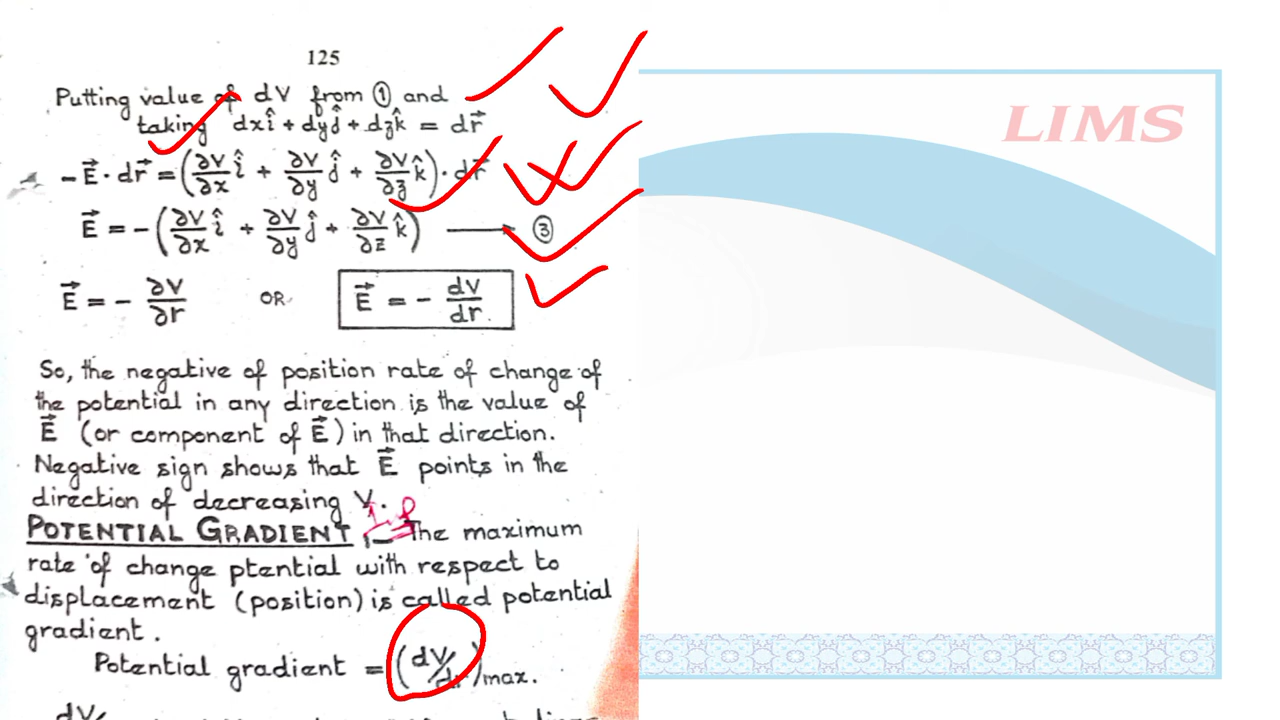 125
Putting value of dV from ① and
taking dxî + dyĵ + dzk̂ = dr⃗
-E⃗ · dr⃗ = (∂V/∂x î + ∂V/∂y ĵ + ∂V/∂z k̂) · dr⃗
E⃗ = -(∂V/∂x î + ∂V/∂y ĵ + ∂V/∂z k̂) ⟶ ③
E⃗ = - ∂V/∂r OR E⃗ = - dV/dr
So, the negative of position rate of change of
the potential in any direction is the value of
E⃗ (or component of E⃗) in that direction.
Negative sign shows that E⃗ points in the
direction of decreasing V.
POTENTIAL GRADIENT :- The maximum
rate of change ptential with respect to
displacement (position) is called potential
gradient.
Potential gradient = (dV/dr)max.
dV/
LIMS